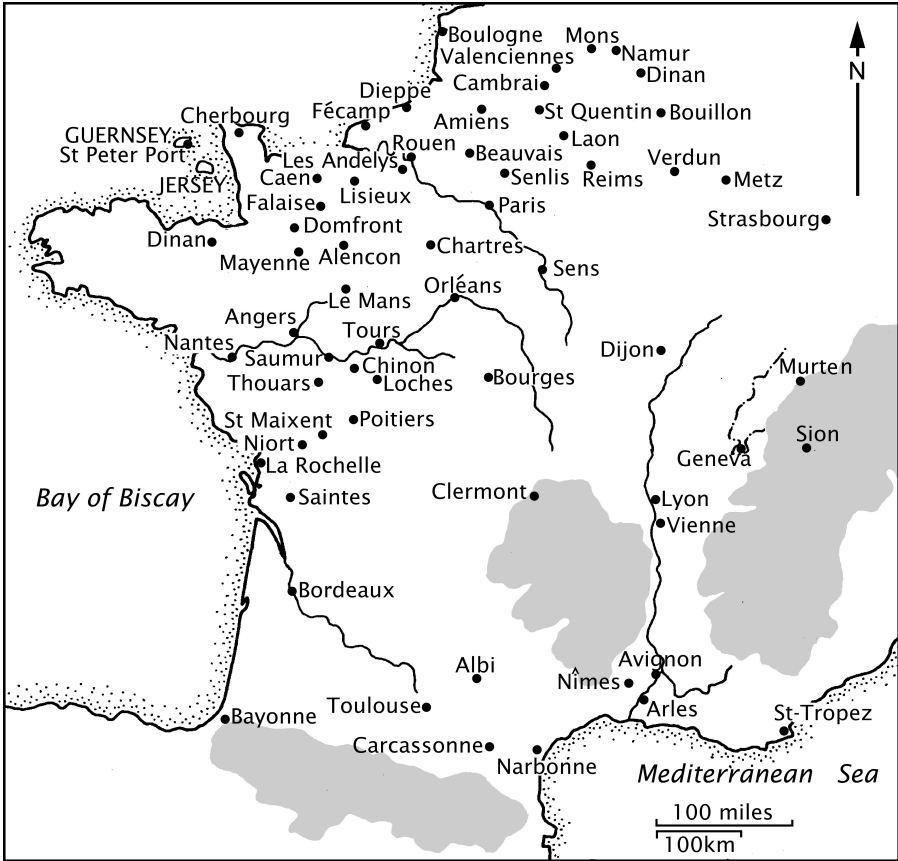 Boulogne
Mons
Valenciennes
Namur
Dinan
Cambrai
Dieppe
Fécamp
Cherbourg
Amiens
St Quentin
Bouillon
GUERNSEY
St Peter Port
JERSEY
Les Andelys
Rouen
Laon
Beauvais
Verdun
Caen
Lisieux
Senlis
Reims
Metz
Falaise
Paris
Strasbourg
Domfront
Dinan
Mayenne
Alencon
Chartres
Sens
Orléans
Le Mans
Angers
Tours
Nantes
Saumur
Chinon
Dijon
Thouars
Loches
Bourges
Murten
St Maixent
Poitiers
Niort
Sion
Geneva
La Rochelle
Bay of Biscay
Saintes
Clermont
Lyon
Vienne
Bordeaux
Albi
Avignon
Nîmes
Toulouse
Arles
Bayonne
St-Tropez
Carcassonne
Narbonne
Mediterranean Sea
100 miles
100km
N